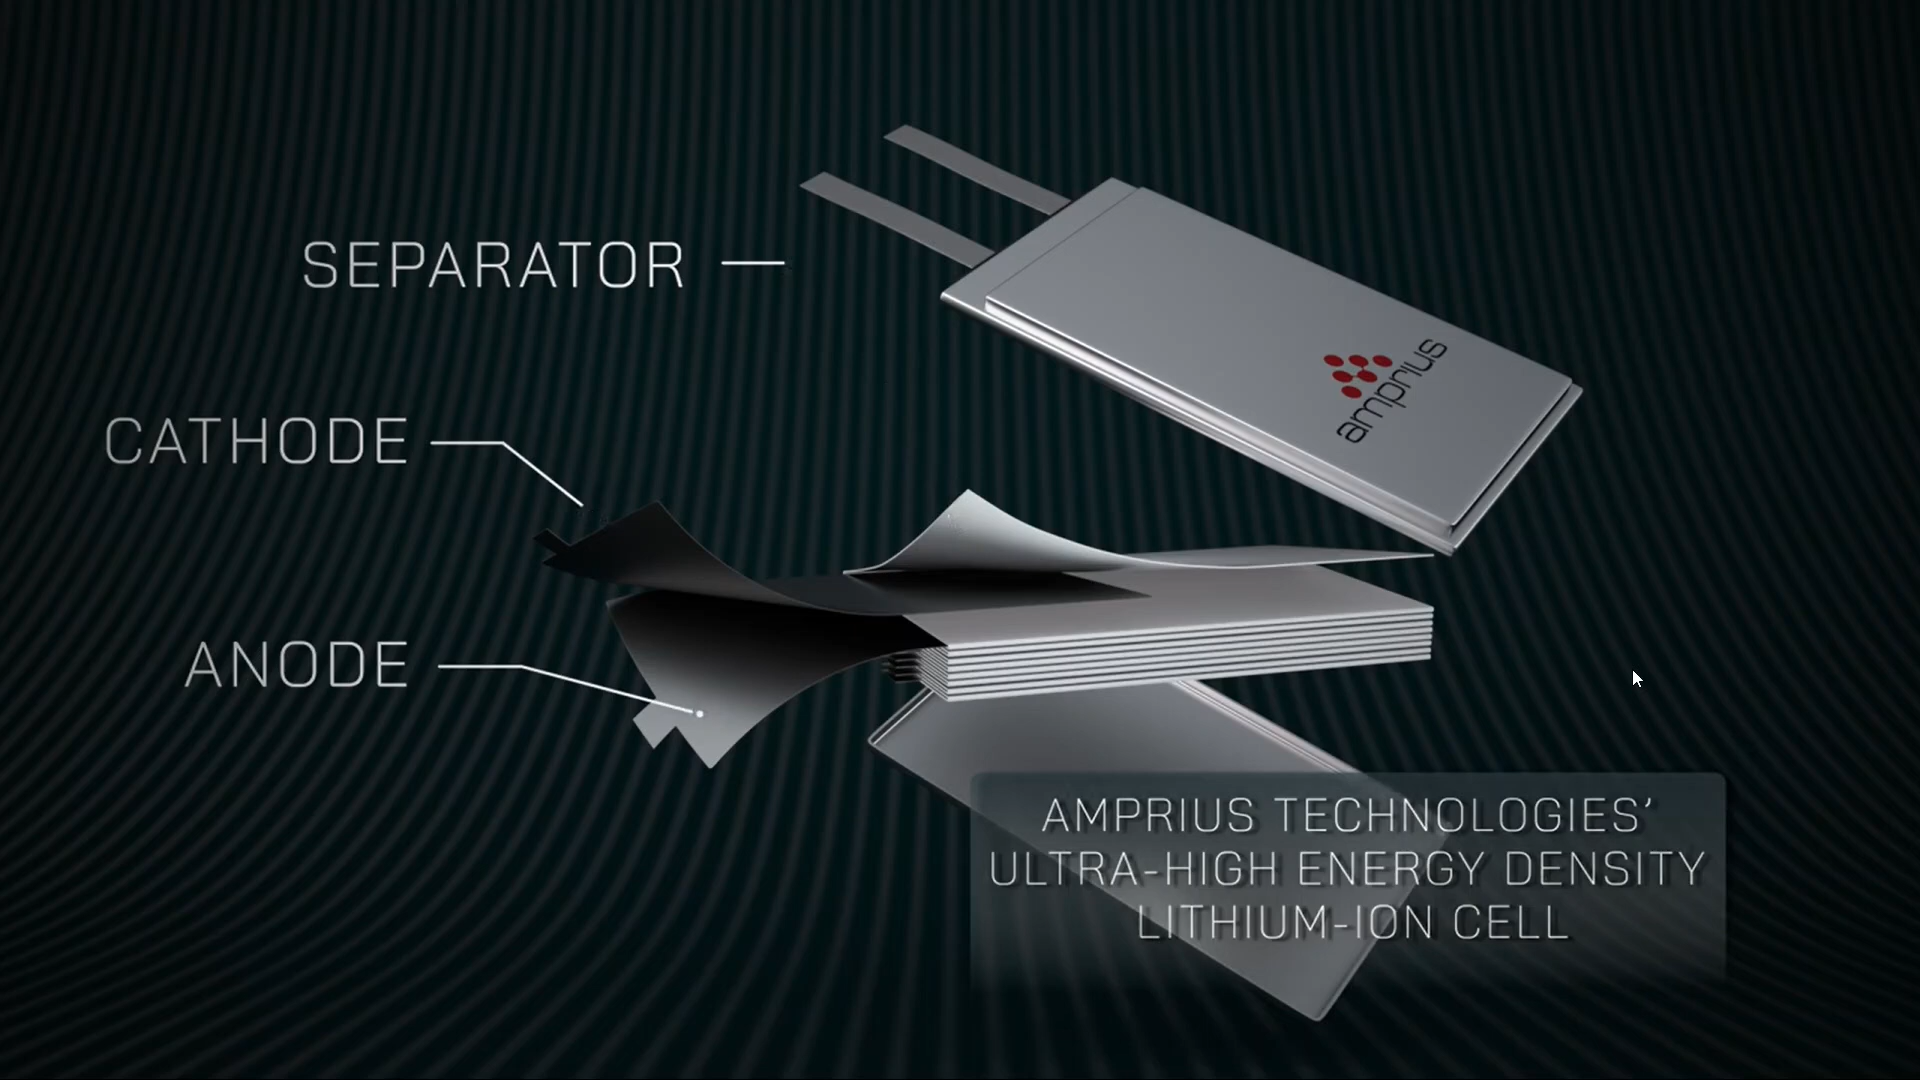 SEPARATOR
CATHODE
ANODE
amprius
AMPRIUS TECHNOLOGIES’
ULTRA-HIGH ENERGY DENSITY
LITHIUM-ION CELL